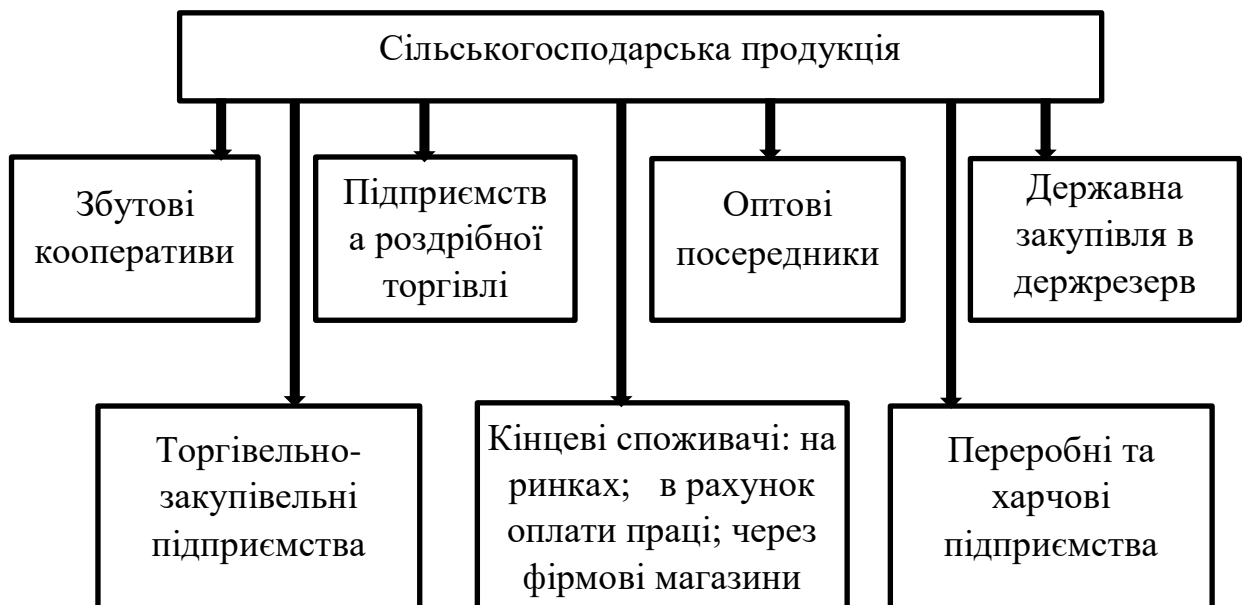 Сільськогосподарська продукція
Збутові
кооперативи
Підприємств
а роздрібної
торгівлі
Оптові
посередники
Державна
закупівля в
держрезерв
Торгівельно-
закупівельні
підприємства
Кінцеві споживачі: на
ринках; в рахунок
оплати праці; через
фірмові магазини
Переробні та
харчові
підприємства